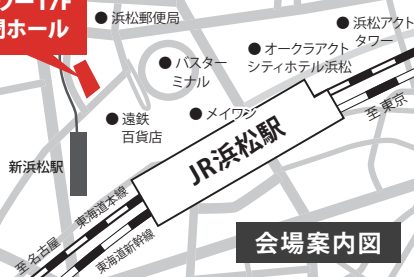 ワー17F
間ホール
浜松郵便局
浜松アクト
タワー
オークラアクト
シティホテル浜松
バスター
ミナル
メイワン
遠鉄
百貨店
至東京
JR浜松駅
新浜松駅
東海道本線
至名古屋
東海道新幹線
会場案内図